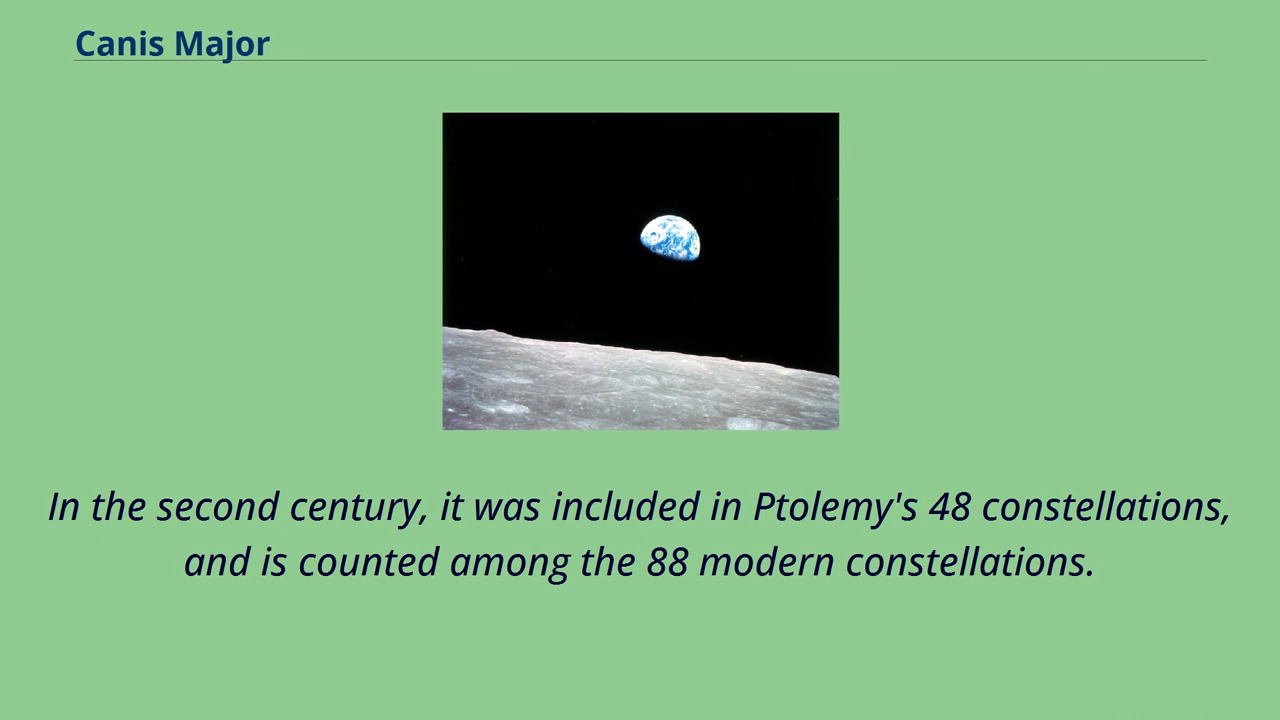 Canis Major
In the second century, it was included in Ptolemy's 48 constellations,
and is counted among the 88 modern constellations.